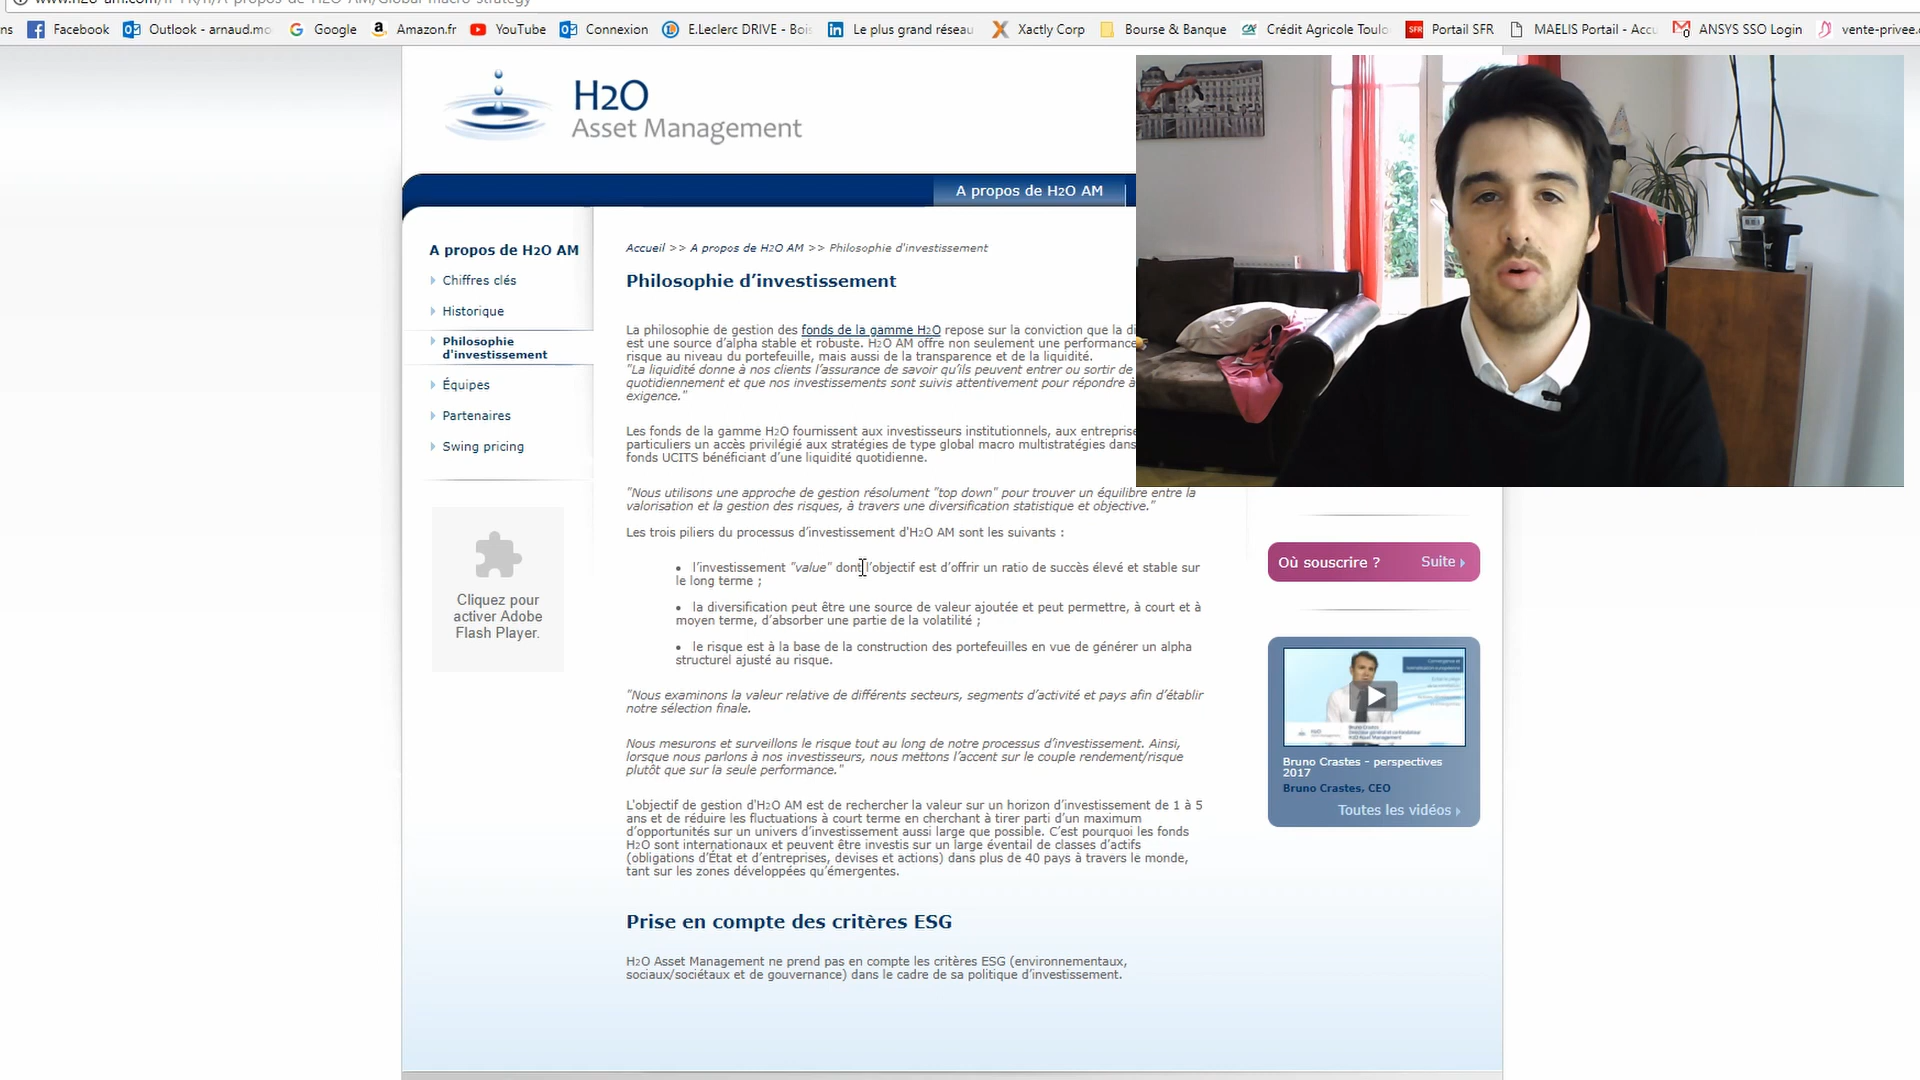 Facebook
Outlook - arnaud.mo
Google
Amazon.fr
YouTube
Connexion
E.Leclerc DRIVE - Bois
Le plus grand réseau
Xactly Corp
Bourse & Banque
Crédit Agricole Toulo
SFR
Portail SFR
MAELIS Portail - Accu
ANSYS SSO Login
vente-privee.c
H2O
Asset Management
A propos de H2O AM
A propos de H2O AM
Chiffres clés
Historique
Philosophie
d'investissement
Équipes
Partenaires
Swing pricing
Cliquez pour
activer Adobe
Flash Player.
Accueil >> A propos de H2O AM >> Philosophie d'investissement
Philosophie d’investissement
La philosophie de gestion des fonds de la gamme H2O repose sur la conviction que la di
est une source d’alpha stable et robuste. H2O AM offre non seulement une performance
risque au niveau du portefeuille, mais aussi de la transparence et de la liquidité.
"La liquidité donne à nos clients l’assurance de savoir qu’ils peuvent entrer ou sortir de
quotidiennement et que nos investissements sont suivis attentivement pour répondre à
exigence."
Les fonds de la gamme H2O fournissent aux investisseurs institutionnels, aux entreprise
particuliers un accès privilégié aux stratégies de type global macro multistratégies dans
fonds UCITS bénéficiant d’une liquidité quotidienne.
"Nous utilisons une approche de gestion résolument "top down" pour trouver un équilibre entre la
valorisation et la gestion des risques, à travers une diversification statistique et objective."
Les trois piliers du processus d’investissement d'H2O AM sont les suivants :
• l’investissement "value" dont l’objectif est d’offrir un ratio de succès élevé et stable sur
le long terme ;
• la diversification peut être une source de valeur ajoutée et peut permettre, à court et à
moyen terme, d’absorber une partie de la volatilité ;
• le risque est à la base de la construction des portefeuilles en vue de générer un alpha
structurel ajusté au risque.
"Nous examinons la valeur relative de différents secteurs, segments d’activité et pays afin d’établir
notre sélection finale.
Nous mesurons et surveillons le risque tout au long de notre processus d’investissement. Ainsi,
lorsque nous parlons à nos investisseurs, nous mettons l’accent sur le couple rendement/risque
plutôt que sur la seule performance."
L'objectif de gestion d'H2O AM est de rechercher la valeur sur un horizon d’investissement de 1 à 5
ans et de réduire les fluctuations à court terme en cherchant à tirer parti d’un maximum
d’opportunités sur un univers d’investissement aussi large que possible. C’est pourquoi les fonds
H2O sont internationaux et peuvent être investis sur un large éventail de classes d’actifs
(obligations d’État et d’entreprises, devises et actions) dans plus de 40 pays à travers le monde,
tant sur les zones développées qu’émergentes.
Prise en compte des critères ESG
H2O Asset Management ne prend pas en compte les critères ESG (environnementaux,
sociaux/sociétaux et de gouvernance) dans le cadre de sa politique d’investissement.
Où souscrire ?
Suite
Bruno Crastes - perspectives
2017
Bruno Crastes, CEO
Toutes les vidéos